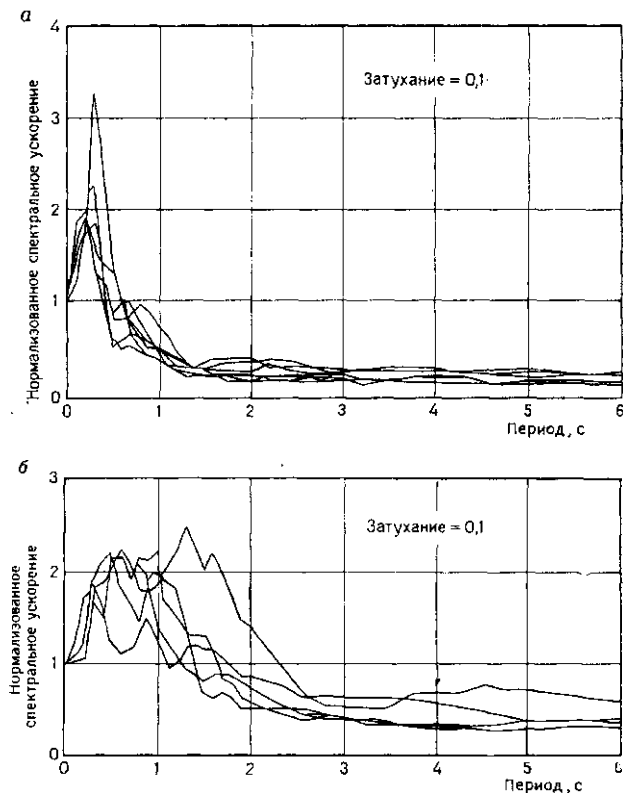 а
Нормализованное спектральное ускорение
4
3
2
1
0
Затухание = 0,1
0 1 2 3 4 5 6
Период, с
б
Нормализованное
спектральное ускорение
3
2
1
0
Затухание = 0,1
0 1 2 3 4 5 6
Период, с